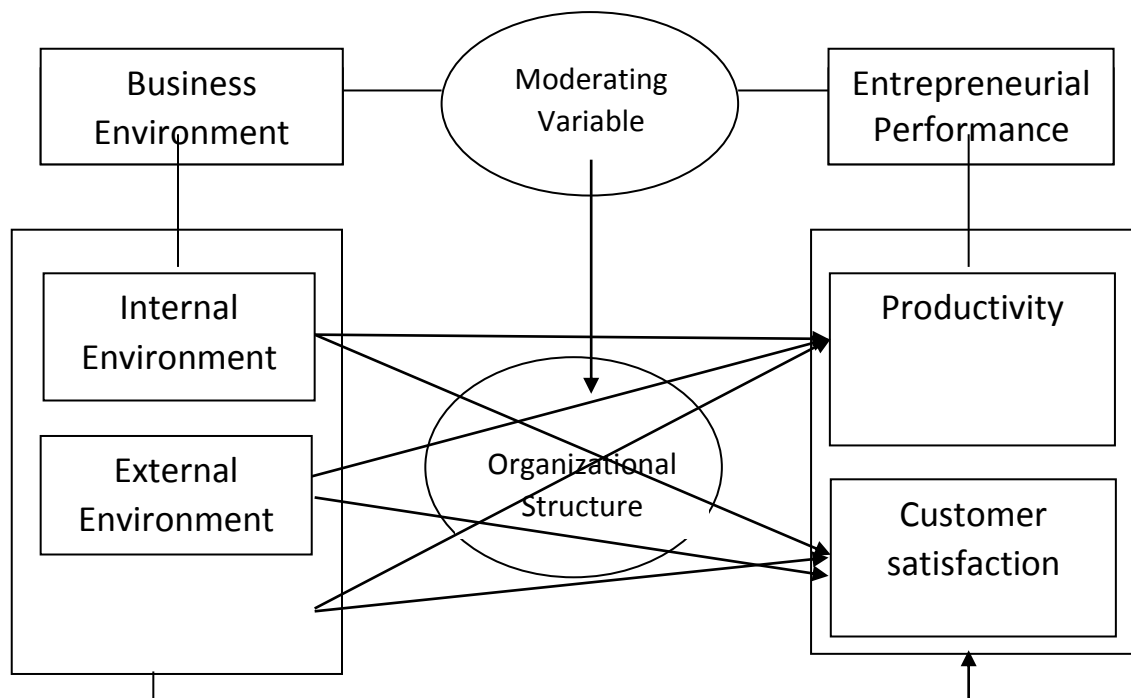 Business
Environment
Moderating
Variable
Entrepreneurial
Performance
Internal
Environment
Productivity
External
Environment
Organizational
Structure
Customer
satisfaction